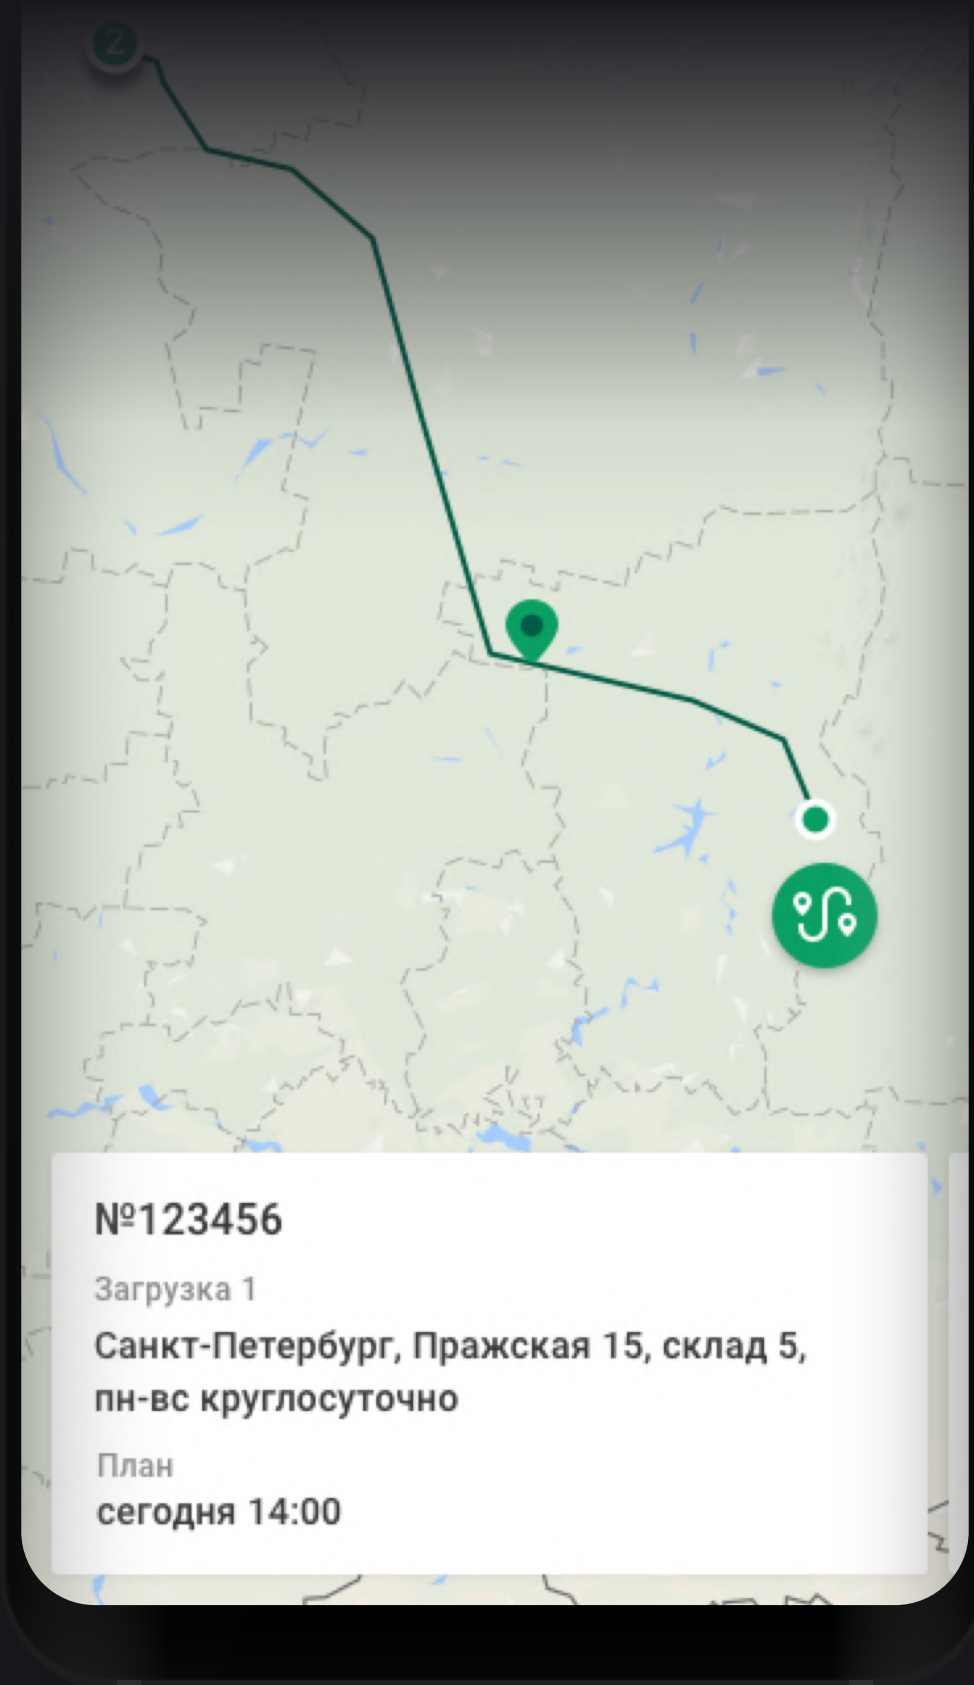 2
№123456
Загрузка 1
Санкт-Петербург, Пражская 15, склад 5,
пн-вс круглосуточно
План
сегодня 14:00